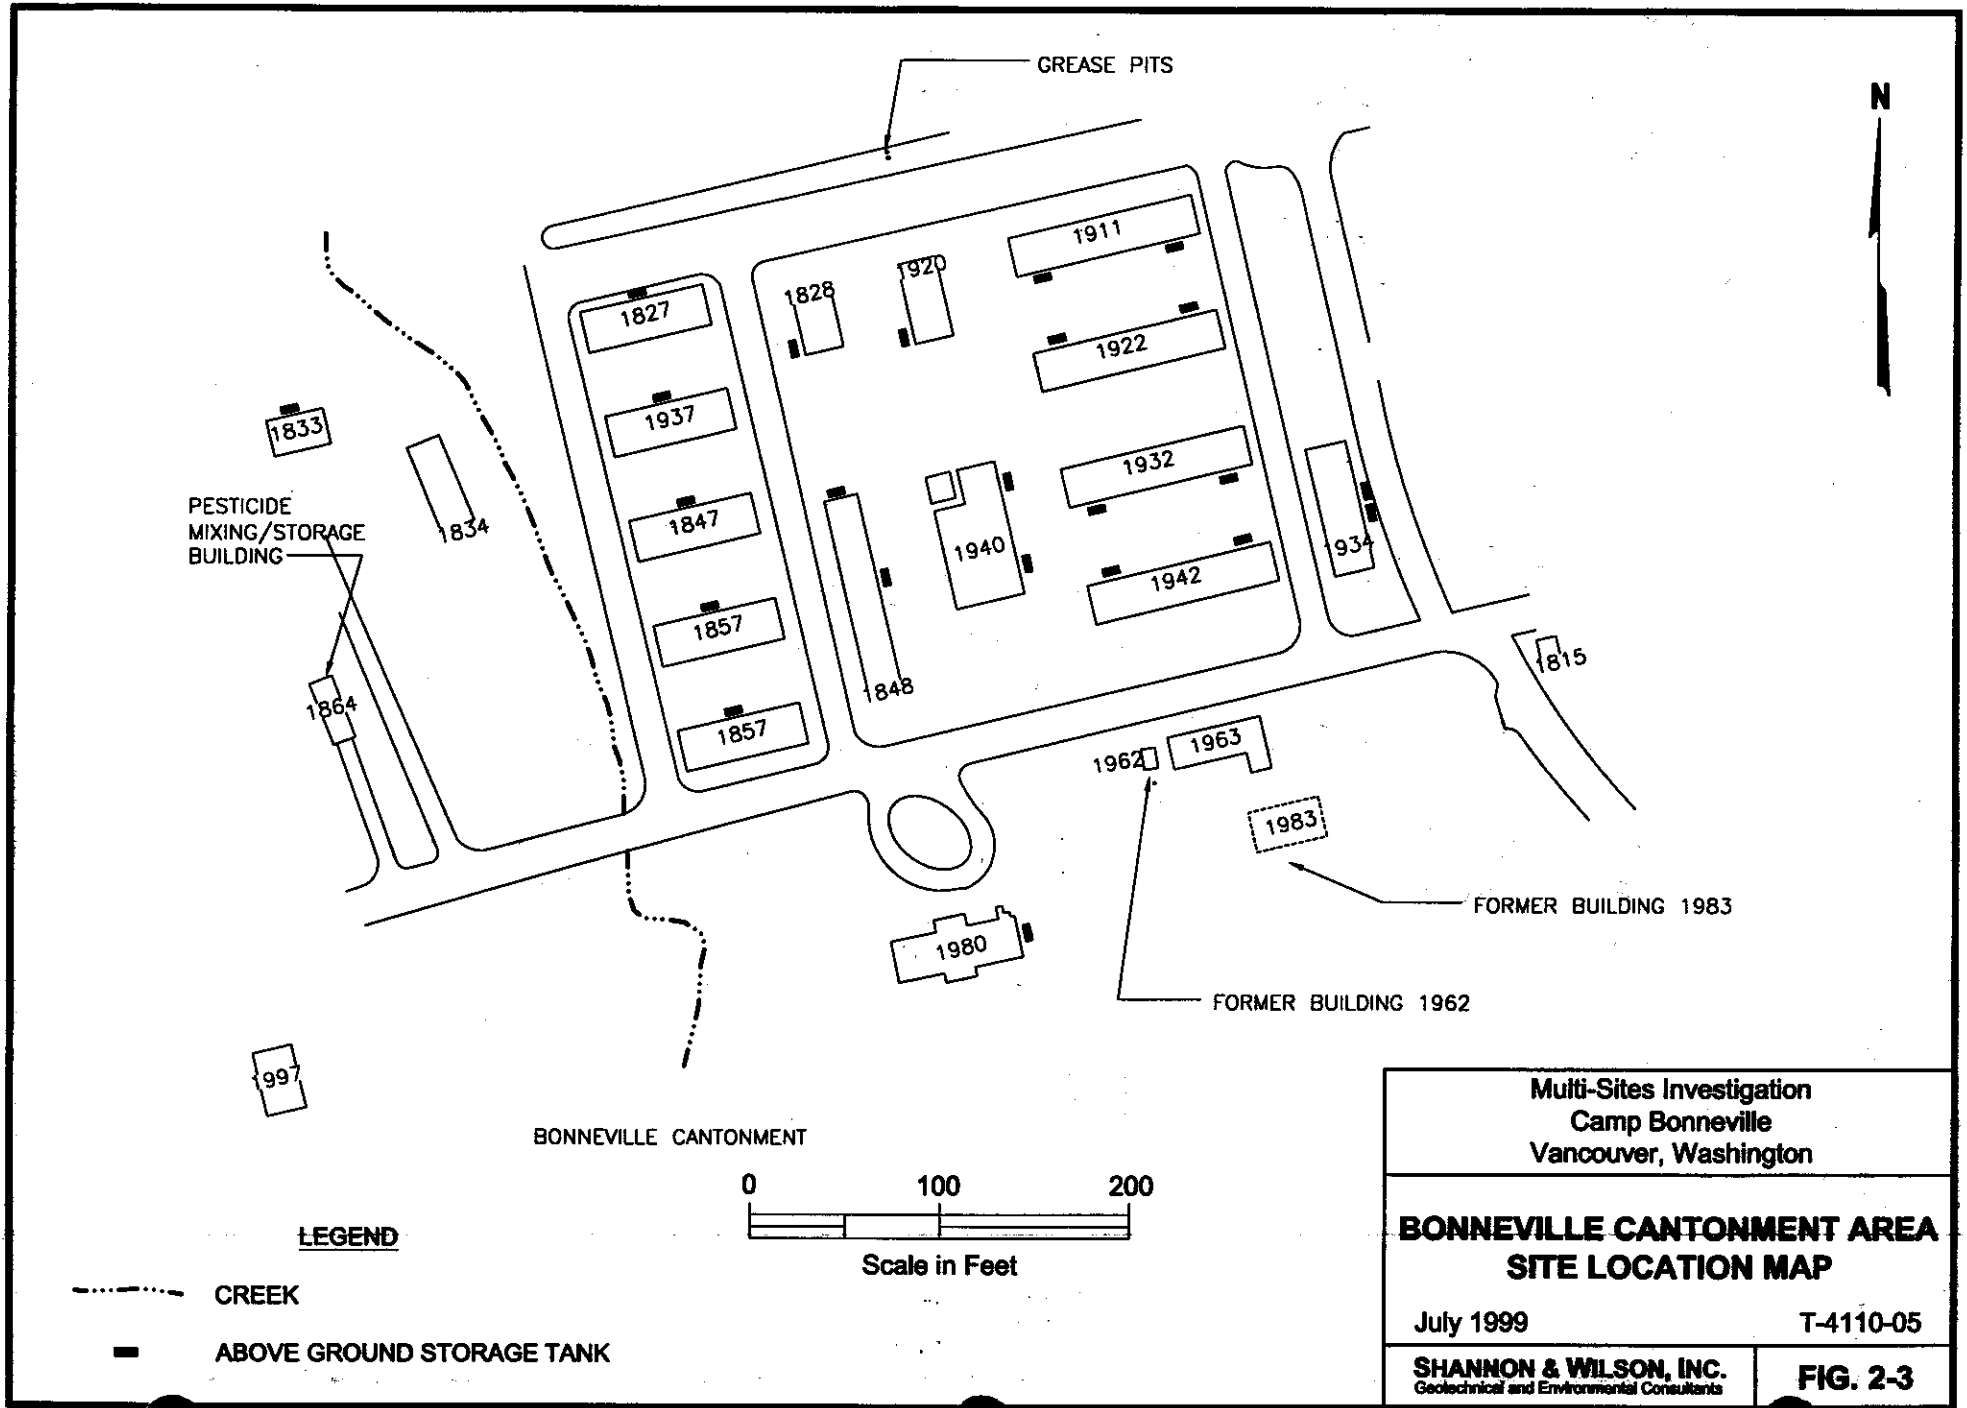 GREASE PITS
N
1911
1920
1828
1827
1922
1937
1833
1932
PESTICIDE
MIXING/STORAGE
BUILDING
1834
1847
1940
1934
1942
1857
1815
1848
1864
1857
1962
1963
1983
FORMER BUILDING 1983
1980
FORMER BUILDING 1962
1997
BONNEVILLE CANTONMENT
0 100 200
Scale in Feet
LEGEND
CREEK
ABOVE GROUND STORAGE TANK
Multi-Sites Investigation
Camp Bonneville
Vancouver, Washington
BONNEVILLE CANTONMENT AREA
SITE LOCATION MAP
July 1999 T-4110-05
SHANNON & WILSON, INC.
Geotechnical and Environmental Consultants
FIG. 2-3